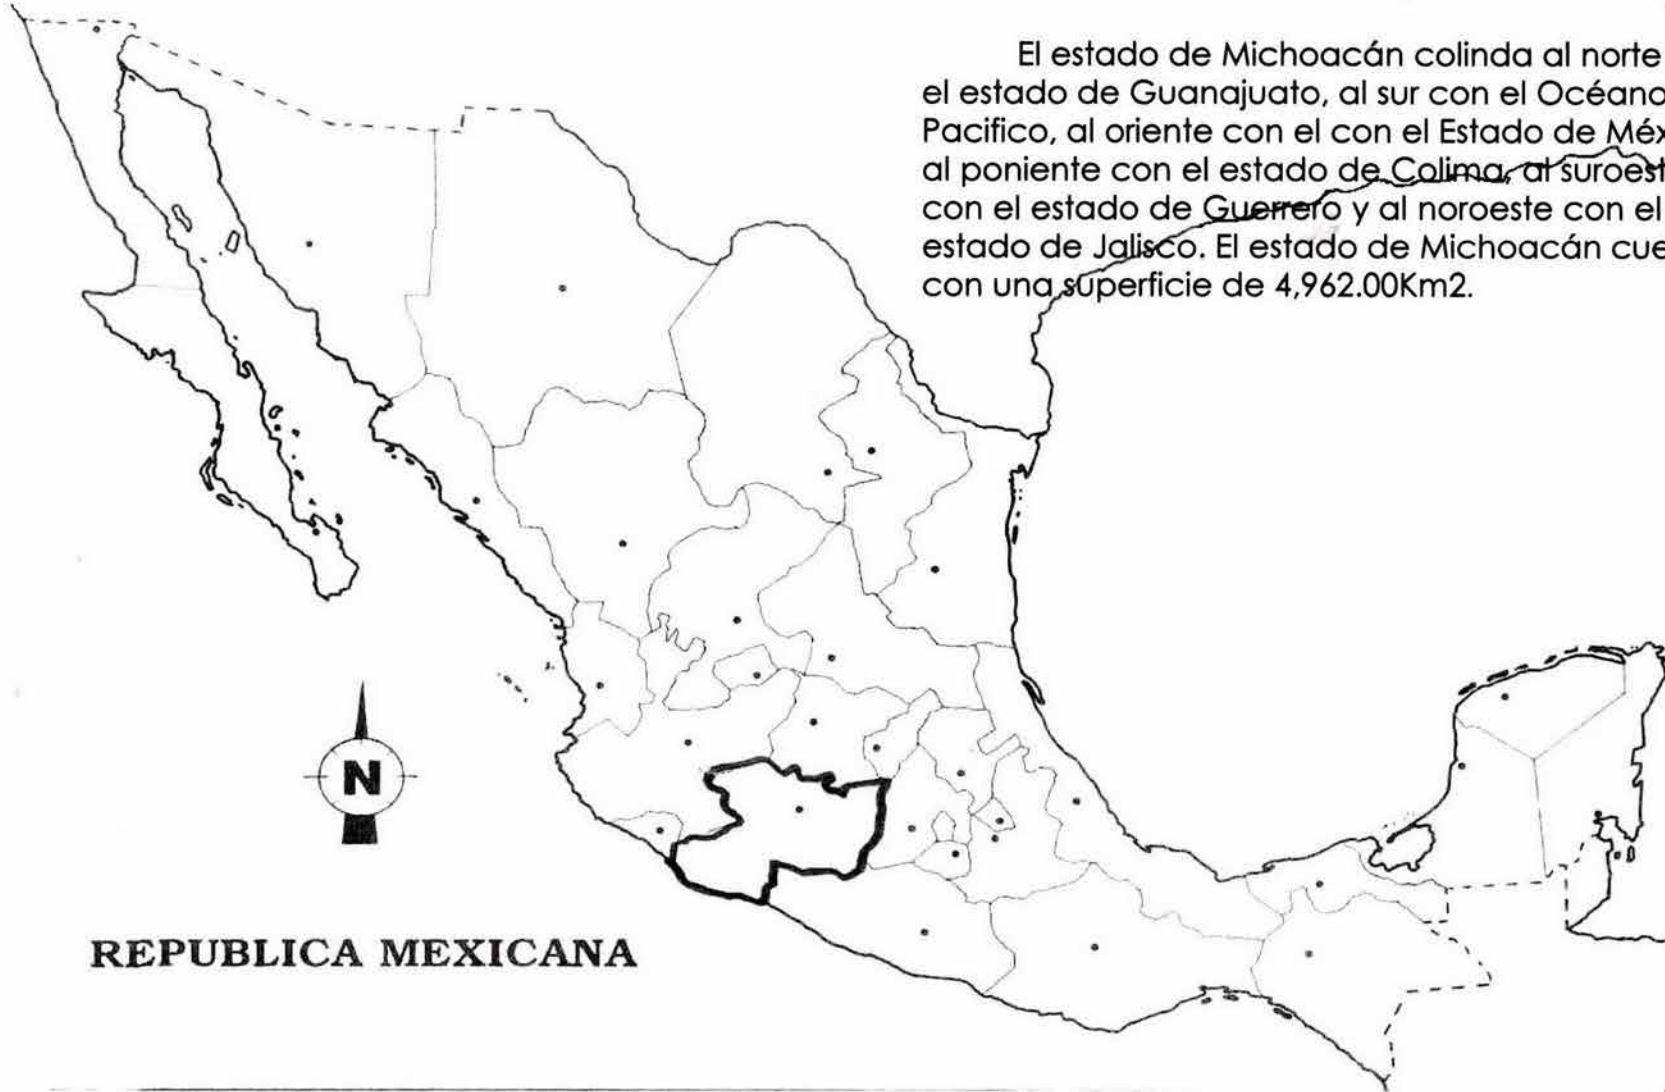 El estado de Michoacán colinda al norte
el estado de Guanajuato, al sur con el Océano
Pacifico, al oriente con el con el Estado de Méx
al poniente con el estado de Colima, al suroest
con el estado de Guerrero y al noroeste con el
estado de Jalisco. El estado de Michoacán cue
con una superficie de 4,962.00Km2.
N
REPUBLICA MEXICANA